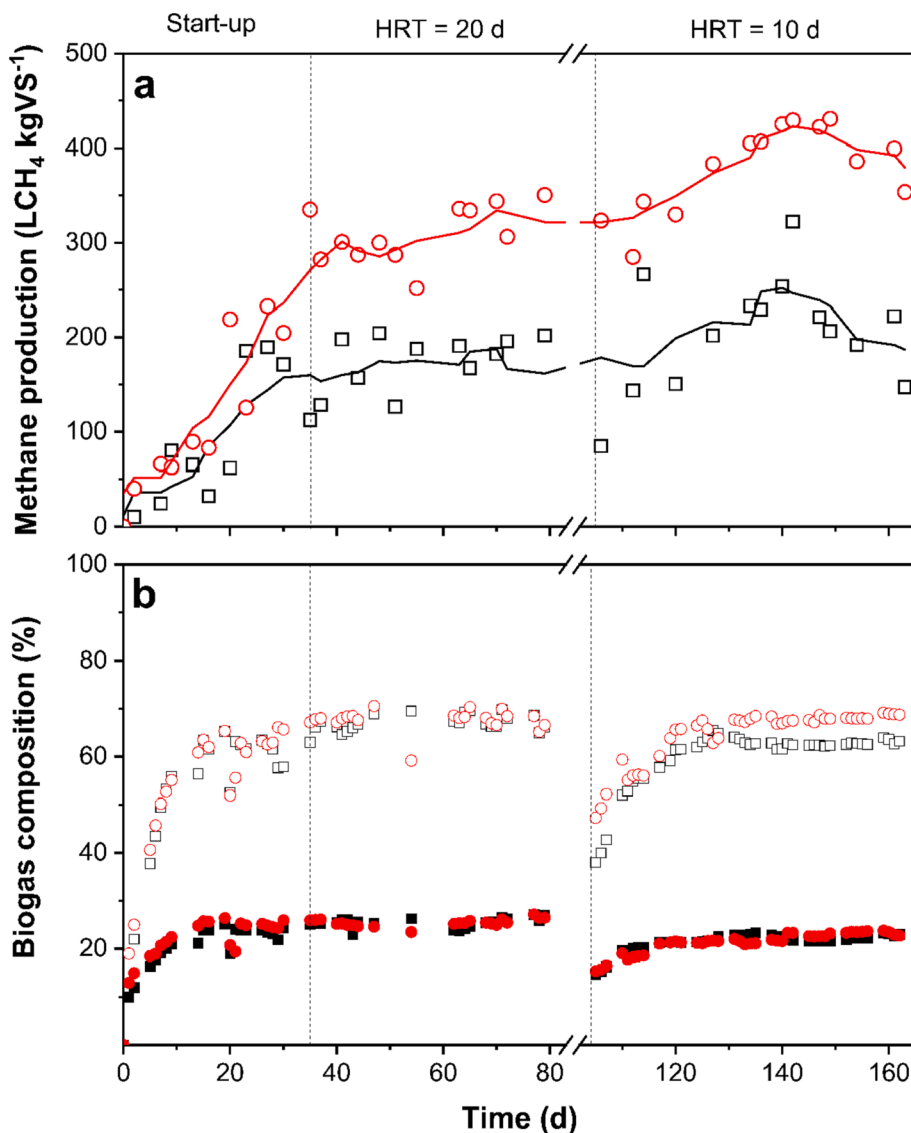 Start-up HRT = 20 d HRT = 10 d
a
Methane production (LCH₄ kgVS⁻¹)
500
400
300
200
100
0
b
Biogas composition (%)
100
80
60
40
20
0 20 40 60 80 120 140 160
Time (d)